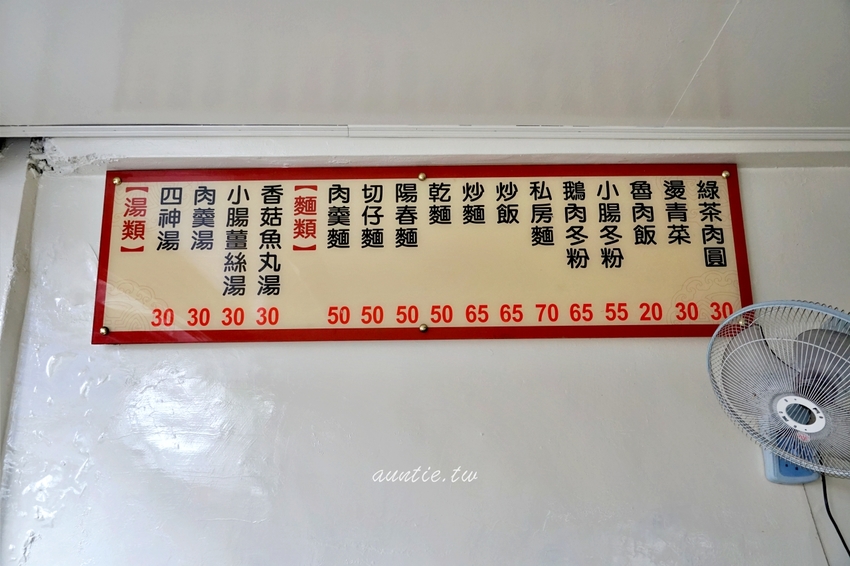 綠茶肉圓 30
燙青菜 30
魯肉飯 20
小腸冬粉 55
鵝肉冬粉 65
私房麵 70
炒飯 65
炒麵 65
乾麵 50
陽春麵 50
切仔麵 50
肉羹麵 50
【麵類】
香菇魚丸湯 30
小腸薑絲湯 30
肉羹湯 30
四神湯 30
【湯類】
auntie.tw